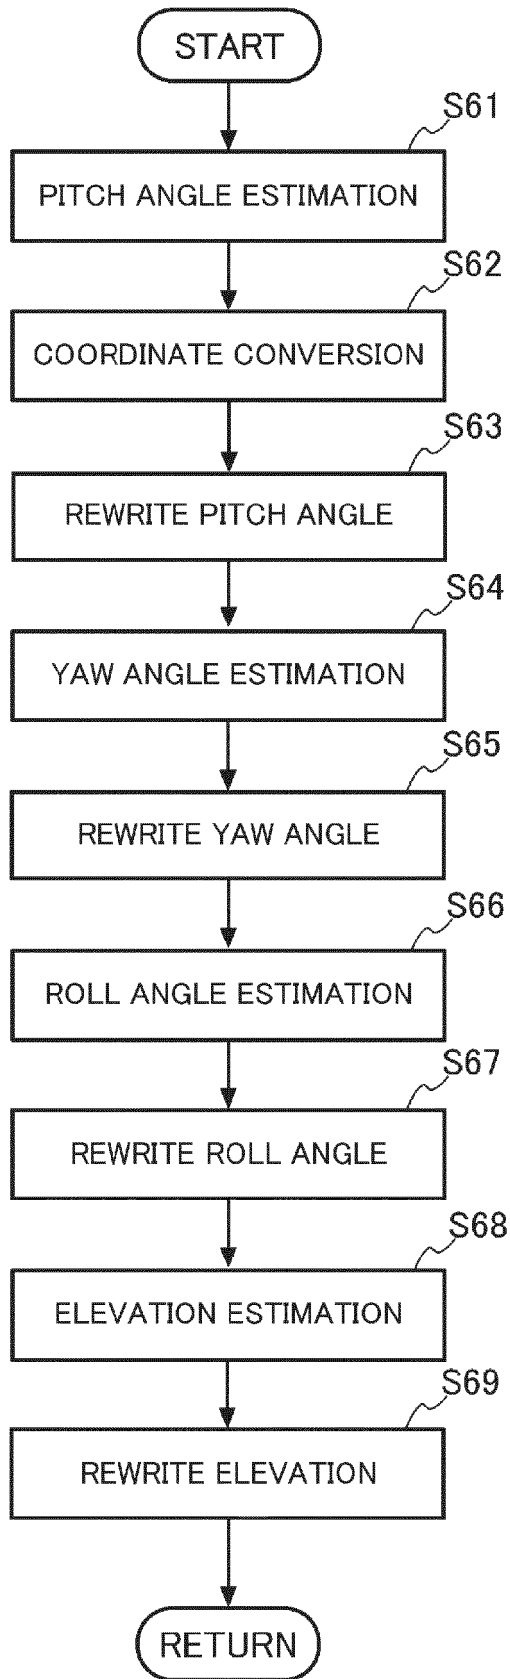 START
S61
PITCH ANGLE ESTIMATION
S62
COORDINATE CONVERSION
S63
REWRITE PITCH ANGLE
S64
YAW ANGLE ESTIMATION
S65
REWRITE YAW ANGLE
S66
ROLL ANGLE ESTIMATION
S67
REWRITE ROLL ANGLE
S68
ELEVATION ESTIMATION
S69
REWRITE ELEVATION
RETURN